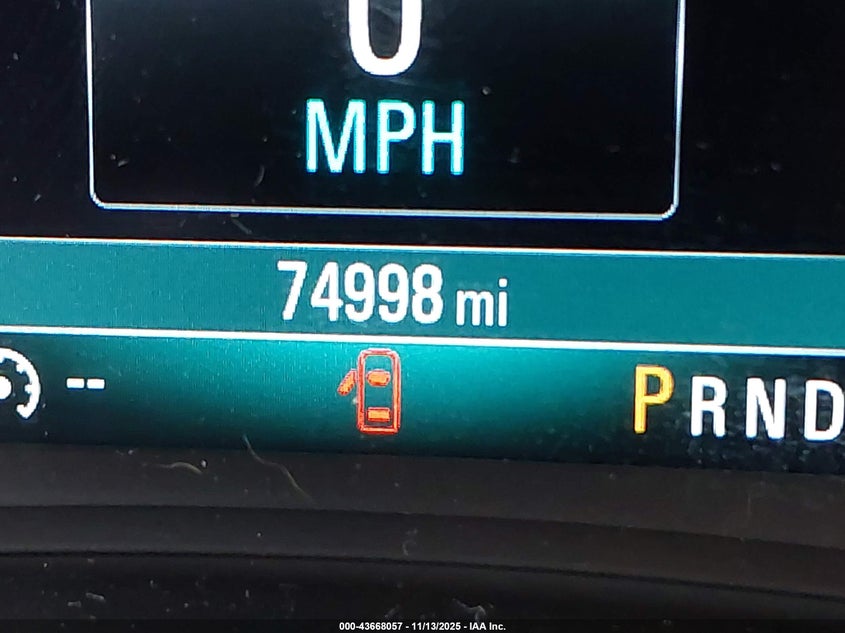 0
MPH
74998 mi
--
P R N D
000-43668057 - 11/13/2025 - IAA Inc.